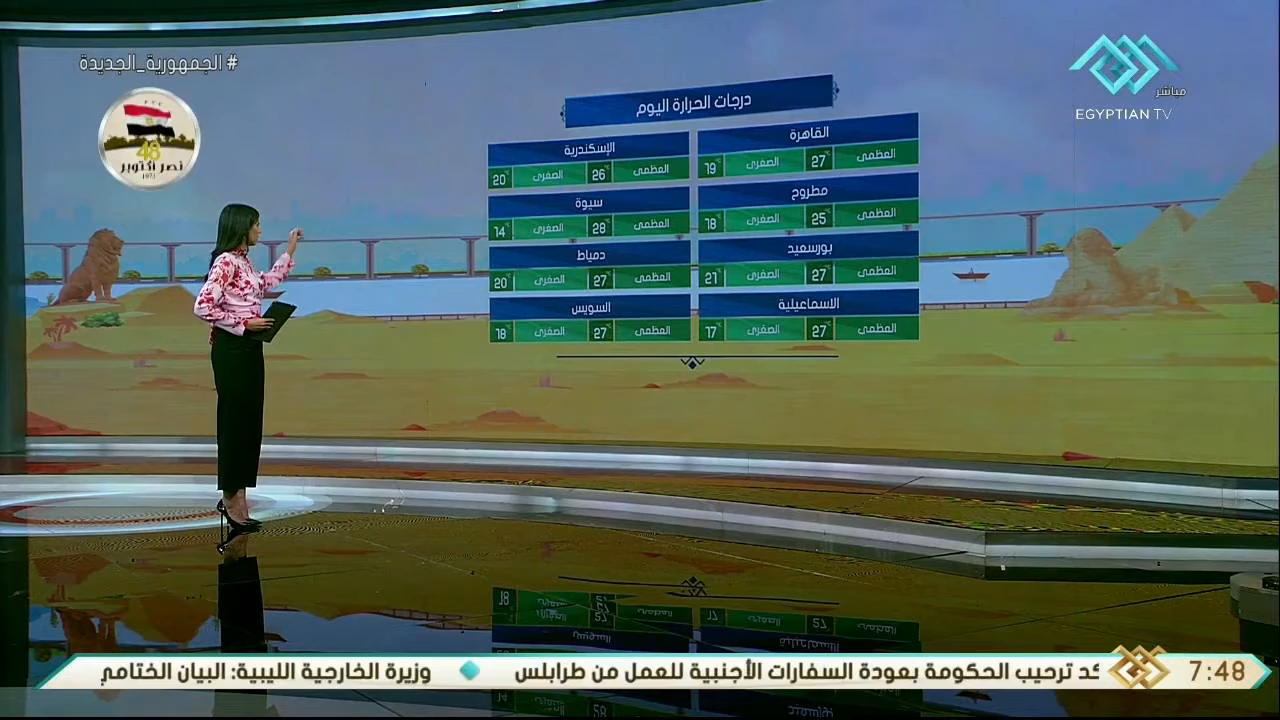 # الجمهورية_الجديدة
48
نصر أكتوبر
1973
مباشر
EGYPTIAN TV
درجات الحرارة اليوم
القاهرة
العظمى 27° الصغرى 19°
الإسكندرية
العظمى 26° الصغرى 20°
مطروح
العظمى 25° الصغرى 18°
سيوة
العظمى 28° الصغرى 14°
بورسعيد
العظمى 27° الصغرى 21°
دمياط
العظمى 27° الصغرى 20°
الاسماعيلية
العظمى 27° الصغرى 17°
السويس
العظمى 27° الصغرى 18°
7:48
كد ترحيب الحكومة بعودة السفارات الأجنبية للعمل من طرابلس وزيرة الخارجية الليبية: البيان الختامي